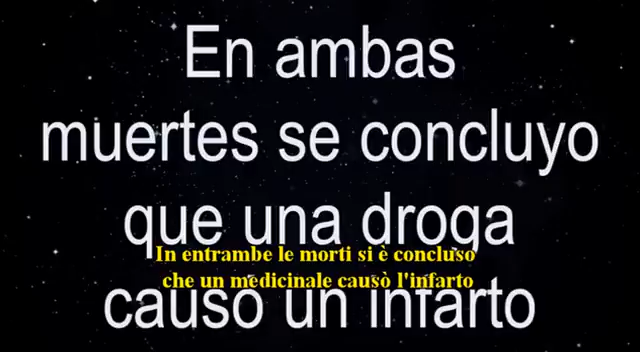 En ambas
muertes se concluyo
que una droga
In entrambe le morti si è concluso
che un medicinale causò l'infarto
causo un infarto